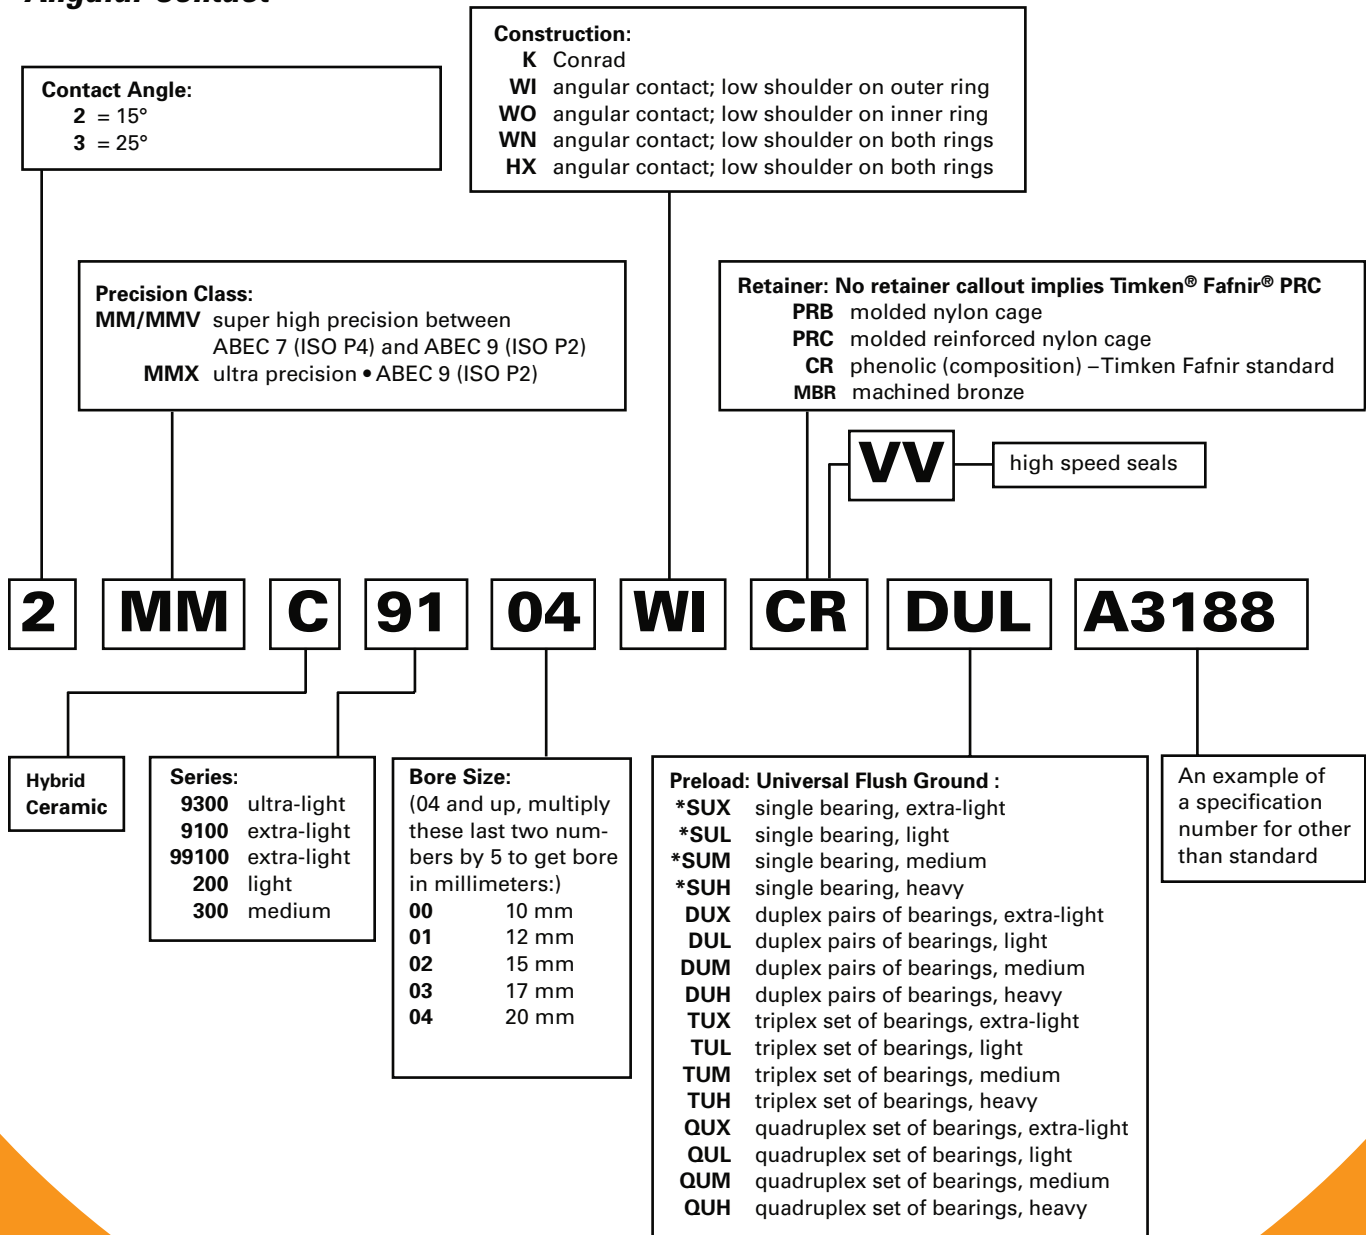 Angular Contact
Construction:
K Conrad
WI angular contact; low shoulder on outer ring
WO angular contact; low shoulder on inner ring
WN angular contact; low shoulder on both rings
HX angular contact; low shoulder on both rings
Contact Angle:
2 = 15°
3 = 25°
Precision Class:
MM/MMV super high precision between
ABEC 7 (ISO P4) and ABEC 9 (ISO P2)
MMX ultra precision • ABEC 9 (ISO P2)
Retainer: No retainer callout implies Timken® Fafnir® PRC
PRB molded nylon cage
PRC molded reinforced nylon cage
CR phenolic (composition) – Timken Fafnir standard
MBR machined bronze
VV high speed seals
2 MM C 91 04 WI CR DUL A3188
Hybrid
Ceramic
Series:
9300 ultra-light
9100 extra-light
99100 extra-light
200 light
300 medium
Bore Size:
(04 and up, multiply
these last two num-
bers by 5 to get bore
in millimeters:)
00 10 mm
01 12 mm
02 15 mm
03 17 mm
04 20 mm
Preload: Universal Flush Ground :
*SUX single bearing, extra-light
*SUL single bearing, light
*SUM single bearing, medium
*SUH single bearing, heavy
DUX duplex pairs of bearings, extra-light
DUL duplex pairs of bearings, light
DUM duplex pairs of bearings, medium
DUH duplex pairs of bearings, heavy
TUX triplex set of bearings, extra-light
TUL triplex set of bearings, light
TUM triplex set of bearings, medium
TUH triplex set of bearings, heavy
QUX quadruplex set of bearings, extra-light
QUL quadruplex set of bearings, light
QUM quadruplex set of bearings, medium
QUH quadruplex set of bearings, heavy
An example of
a specification
number for other
than standard